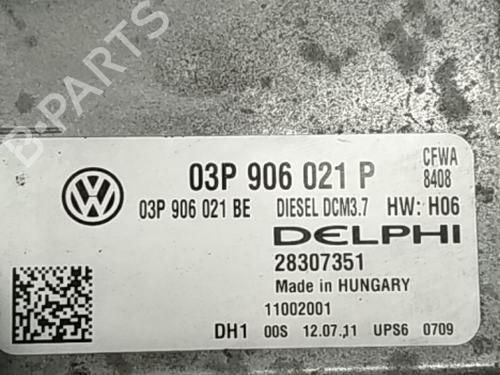 B-PARTS
03P 906 021 P
CFWA
8408
03P 906 021 BE DIESEL DCM3.7 HW: H06
DELPHI
28307351
Made in HUNGARY
11002001
DH1 00S 12.07.11 UPS6 0709